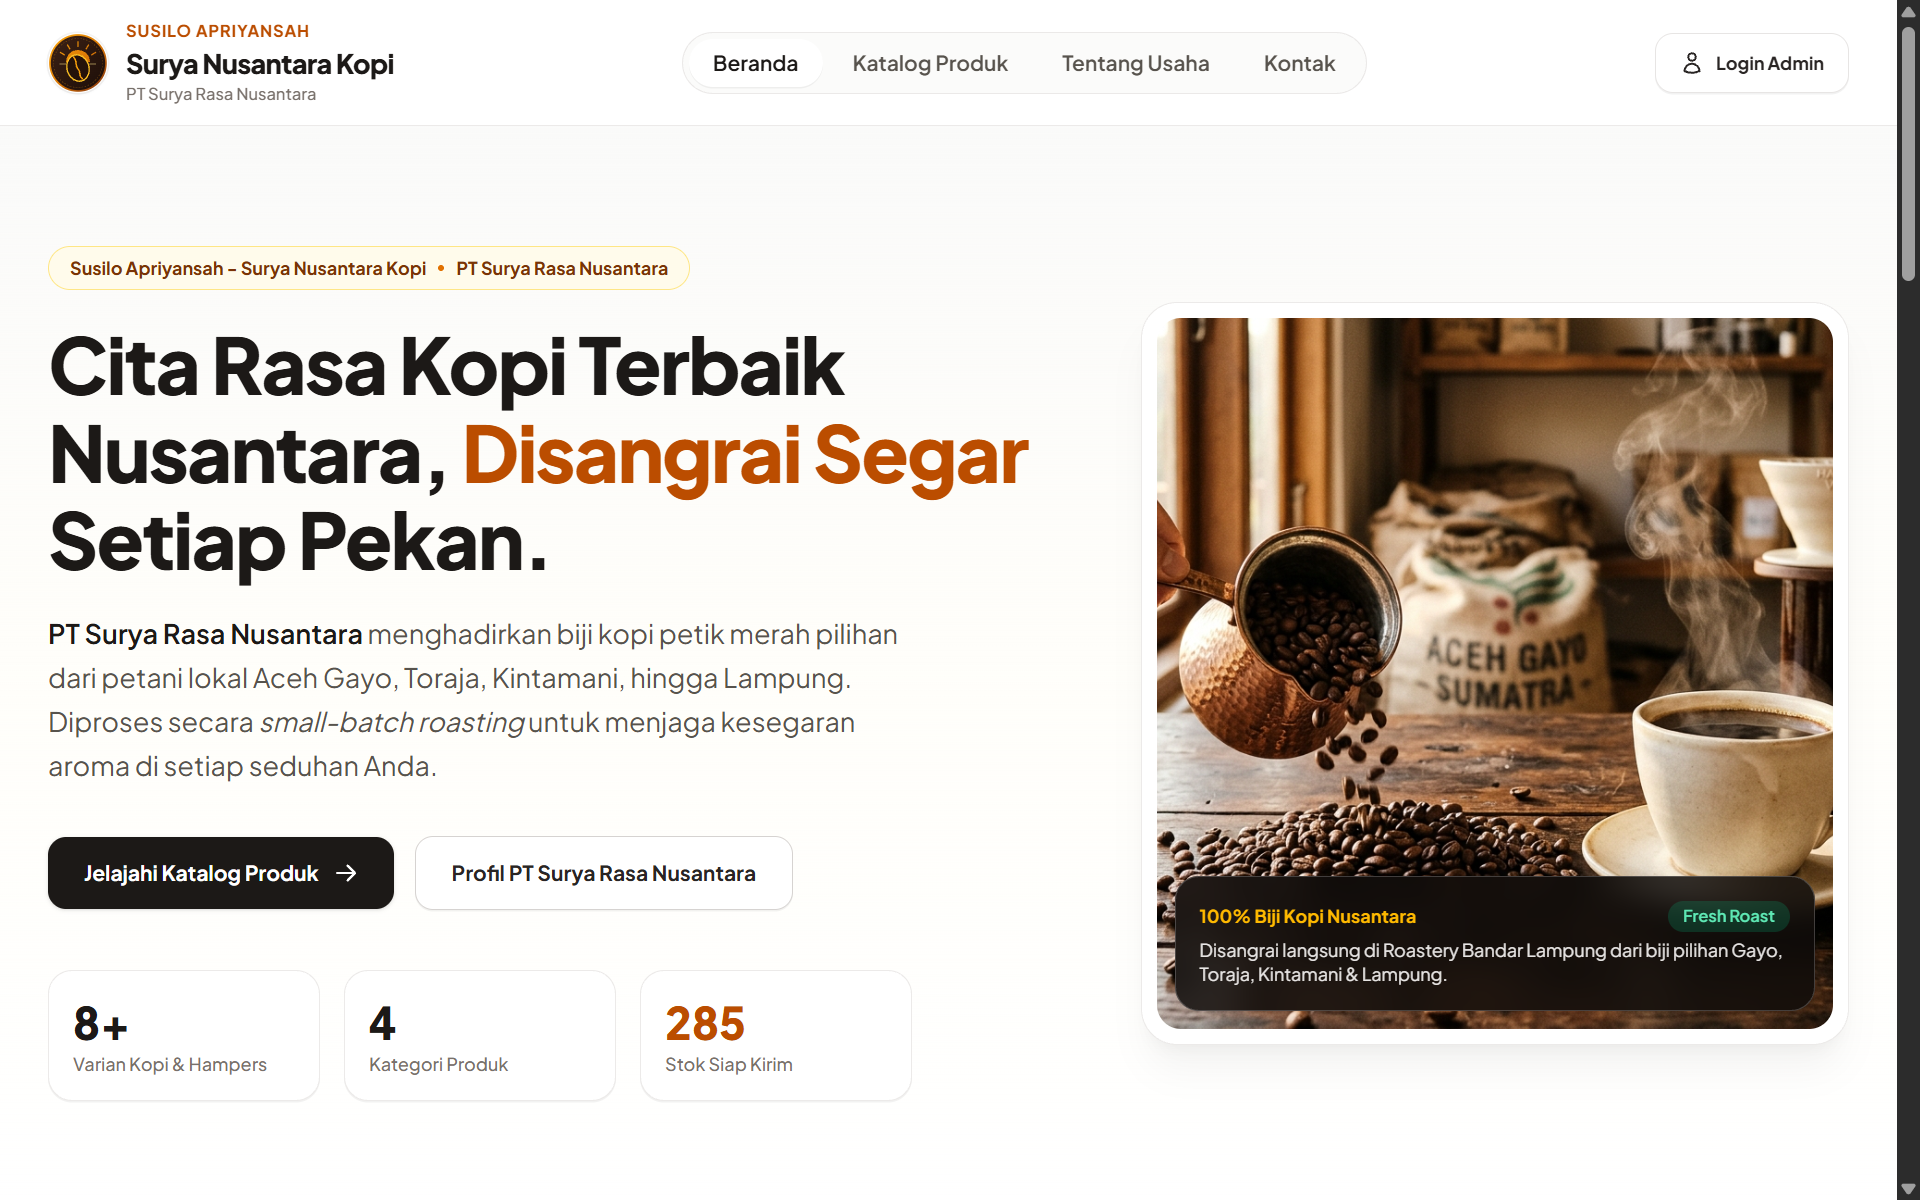 SUSILO APRIYANSAH
Surya Nusantara Kopi
PT Surya Rasa Nusantara
Beranda
Katalog Produk
Tentang Usaha
Kontak
Login Admin
Susilo Apriyansah - Surya Nusantara Kopi • PT Surya Rasa Nusantara
Cita Rasa Kopi Terbaik
Nusantara, Disangrai Segar
Setiap Pekan.
PT Surya Rasa Nusantara menghadirkan biji kopi petik merah pilihan
dari petani lokal Aceh Gayo, Toraja, Kintamani, hingga Lampung.
Diproses secara small-batch roasting untuk menjaga kesegaran
aroma di setiap seduhan Anda.
Jelajahi Katalog Produk →
Profil PT Surya Rasa Nusantara
8+
Varian Kopi & Hampers
4
Kategori Produk
285
Stok Siap Kirim
ACEH GAYO
- SUMATRA -
100% Biji Kopi Nusantara
Fresh Roast
Disangrai langsung di Roastery Bandar Lampung dari biji pilihan Gayo,
Toraja, Kintamani & Lampung.